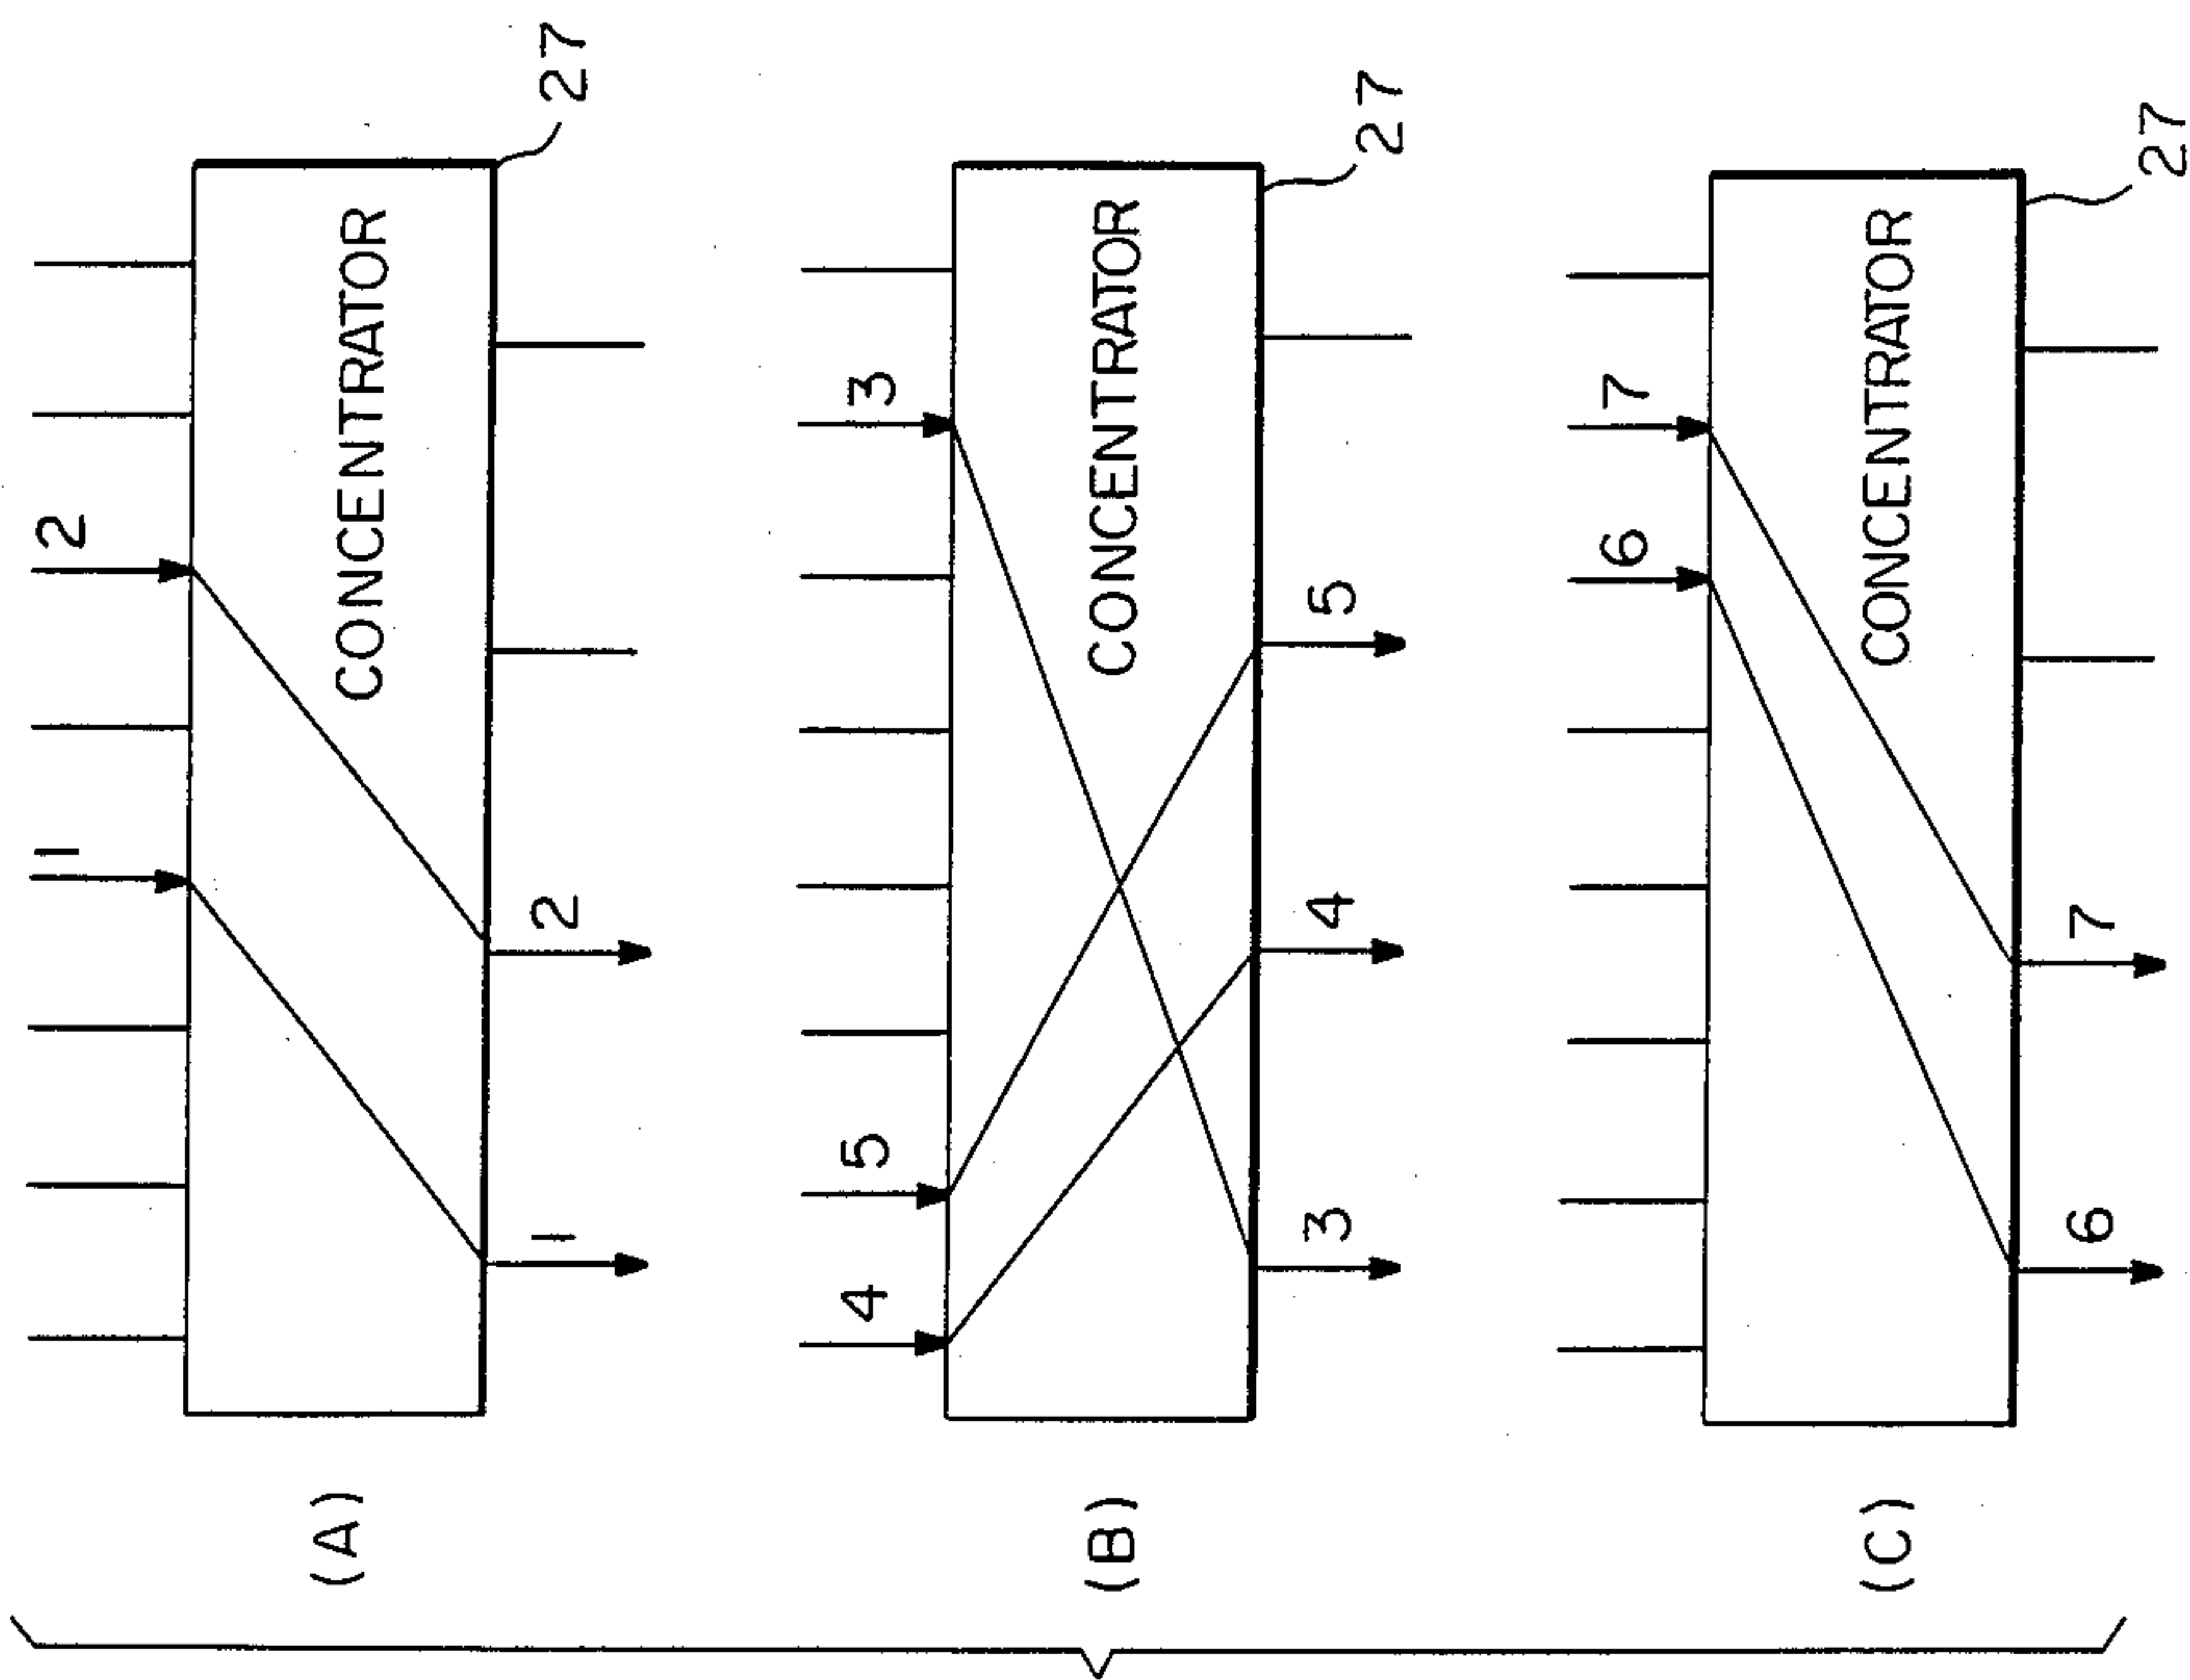 1 2
(A) CONCENTRATOR
1 2 27
4 5 3
(B) CONCENTRATOR
3 4 5 27
6 7
(C) CONCENTRATOR
6 7 27